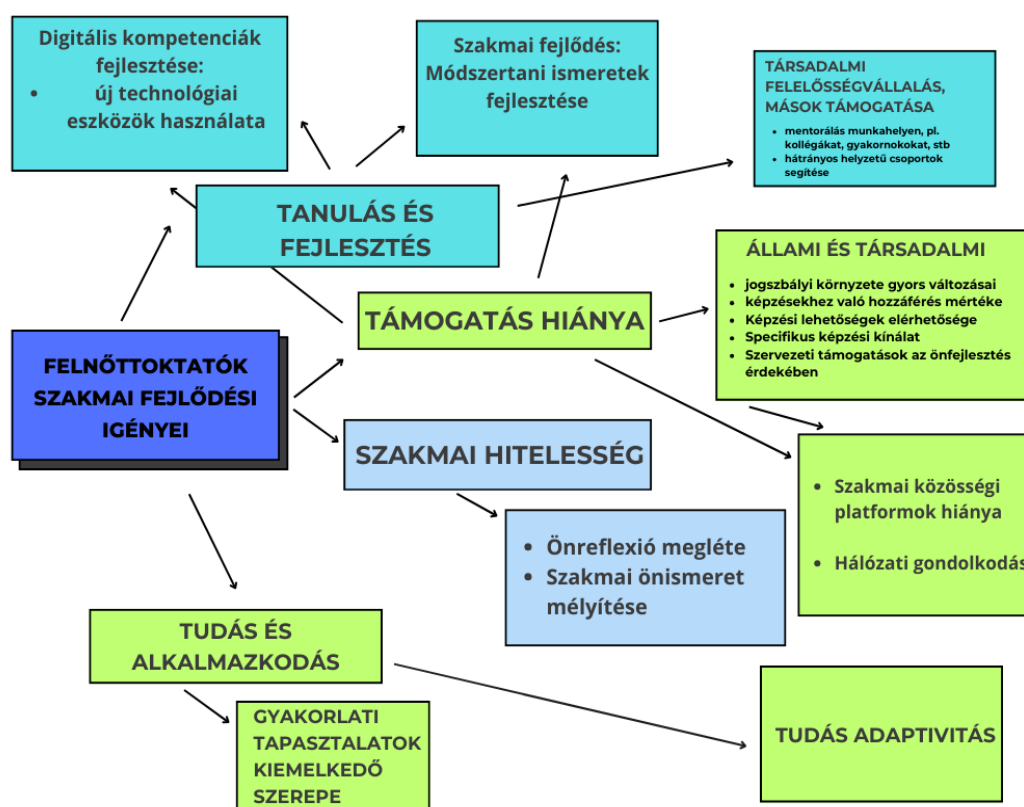 Digitális kompetenciák
fejlesztése:
• új technológiai
eszközök használata
Szakmai fejlődés:
Módszertani ismeretek
fejlesztése
TÁRSADALMI
FELELŐSSÉGVÁLLALÁS,
MÁSOK TÁMOGATÁSA
• mentorálás munkahelyen, pl.
kollégákat, gyakornokokat, stb
• hátrányos helyzetű csoportok
segítése
TANULÁS ÉS
FEJLESZTÉS
ÁLLAMI ÉS TÁRSADALMI
• jogszbályi környzete gyors változásai
• képzésekhez való hozzáférés mértéke
• Képzési lehetőségek elérhetősége
• Specifikus képzési kínálat
• Szervezeti támogatások az önfejlesztés
érdekében
TÁMOGATÁS HIÁNYA
FELNŐTTOKTATÓK
SZAKMAI FEJLŐDÉSI
IGÉNYEI
SZAKMAI HITELESSÉG
• Szakmai közösségi
platformok hiánya
• Hálózati gondolkodás
• Önreflexió megléte
• Szakmai önismeret
mélyítése
TUDÁS ÉS
ALKALMAZKODÁS
GYAKORLATI
TAPASZTALATOK
KIEMELKEDŐ
SZEREPE
TUDÁS ADAPTIVITÁS